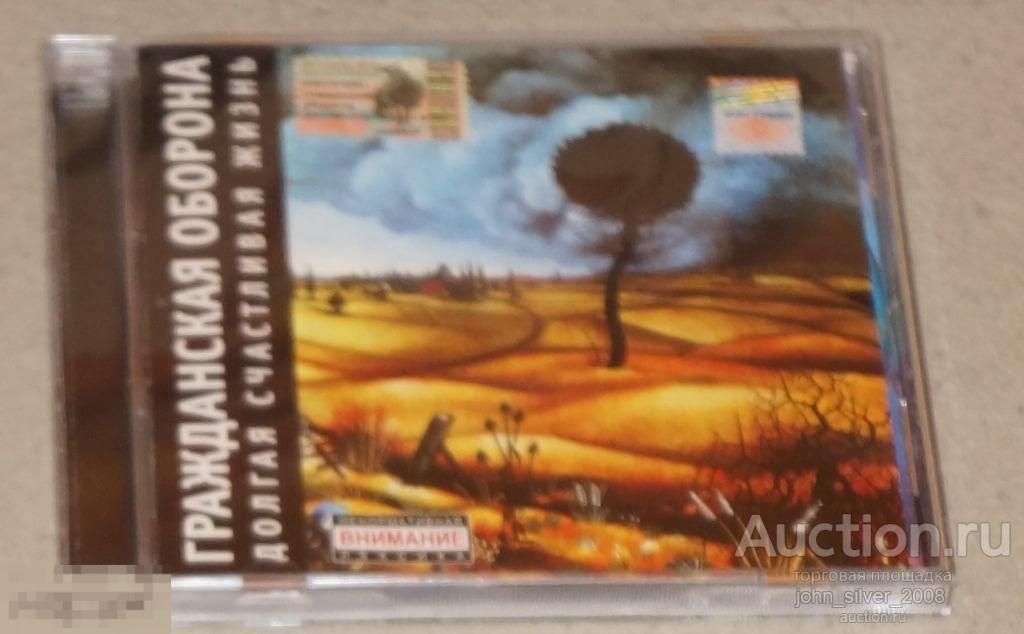 ГРАЖДАНСКАЯ ОБОРОНА
ДОЛГАЯ СЧАСТЛИВАЯ ЖИЗНЬ
ВНИМАНИЕ
Auction.ru
торговая площадка
john_silver_2008
auction.ru